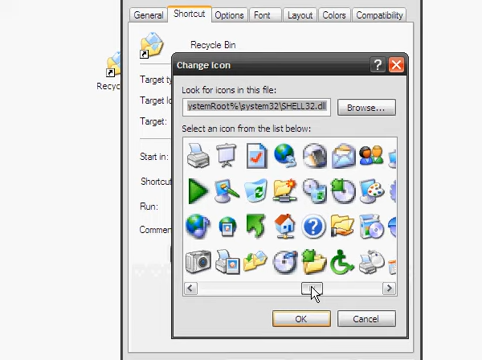 General Shortcut Options Font Layout Colors Compatibility
Recycle Bin
Change Icon
Target ty
Look for icons in this file:
Recyc
Target lo
ystemRoot%\system32\SHELL32.dl
Browse...
Target:
Select an icon from the list below:
Start in:
Shortcut
Run:
Commen
OK
Cancel